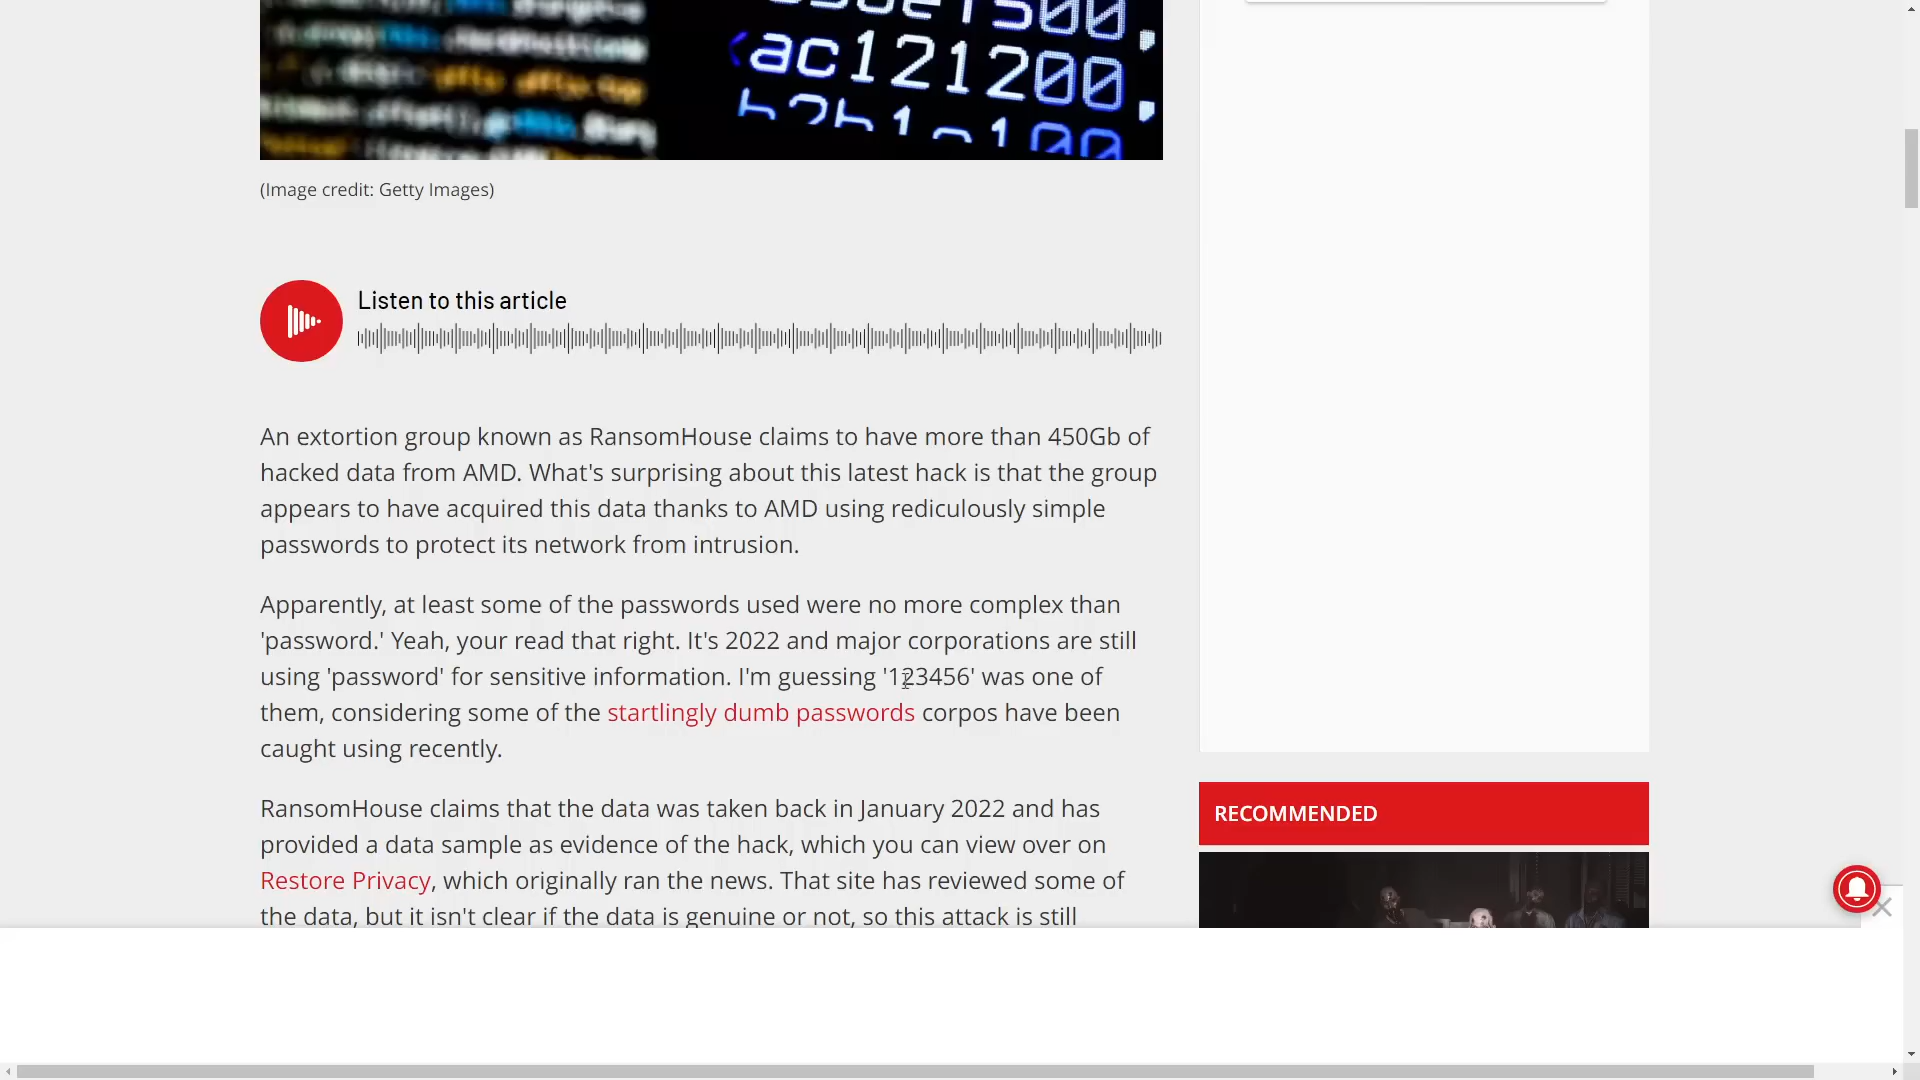 ac121200,
(Image credit: Getty Images)
Listen to this article
An extortion group known as RansomHouse claims to have more than 450Gb of
hacked data from AMD. What's surprising about this latest hack is that the group
appears to have acquired this data thanks to AMD using rediculously simple
passwords to protect its network from intrusion.
Apparently, at least some of the passwords used were no more complex than
'password.' Yeah, your read that right. It's 2022 and major corporations are still
using 'password' for sensitive information. I'm guessing '123456' was one of
them, considering some of the startlingly dumb passwords corpos have been
caught using recently.
RansomHouse claims that the data was taken back in January 2022 and has
provided a data sample as evidence of the hack, which you can view over on
Restore Privacy, which originally ran the news. That site has reviewed some of
the data, but it isn't clear if the data is genuine or not, so this attack is still
RECOMMENDED